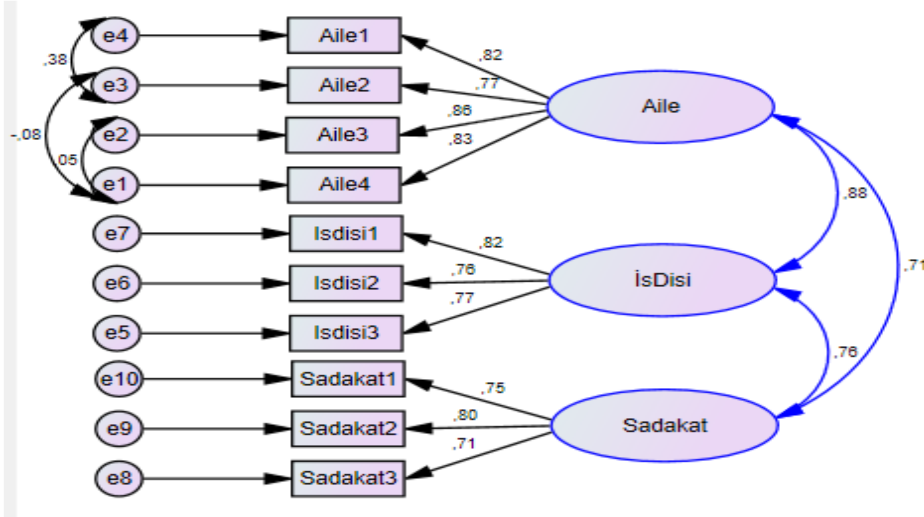 e4 Aile1 ,82
,38
e3 Aile2 ,77 Aile
e2 Aile3 ,86
-,08 ,05
e1 Aile4 ,83
,88
e7 Isdisi1 ,82
,71
e6 Isdisi2 ,76 İsDisi
e5 Isdisi3 ,77
,76
e10 Sadakat1 ,75
e9 Sadakat2 ,80 Sadakat
e8 Sadakat3 ,71